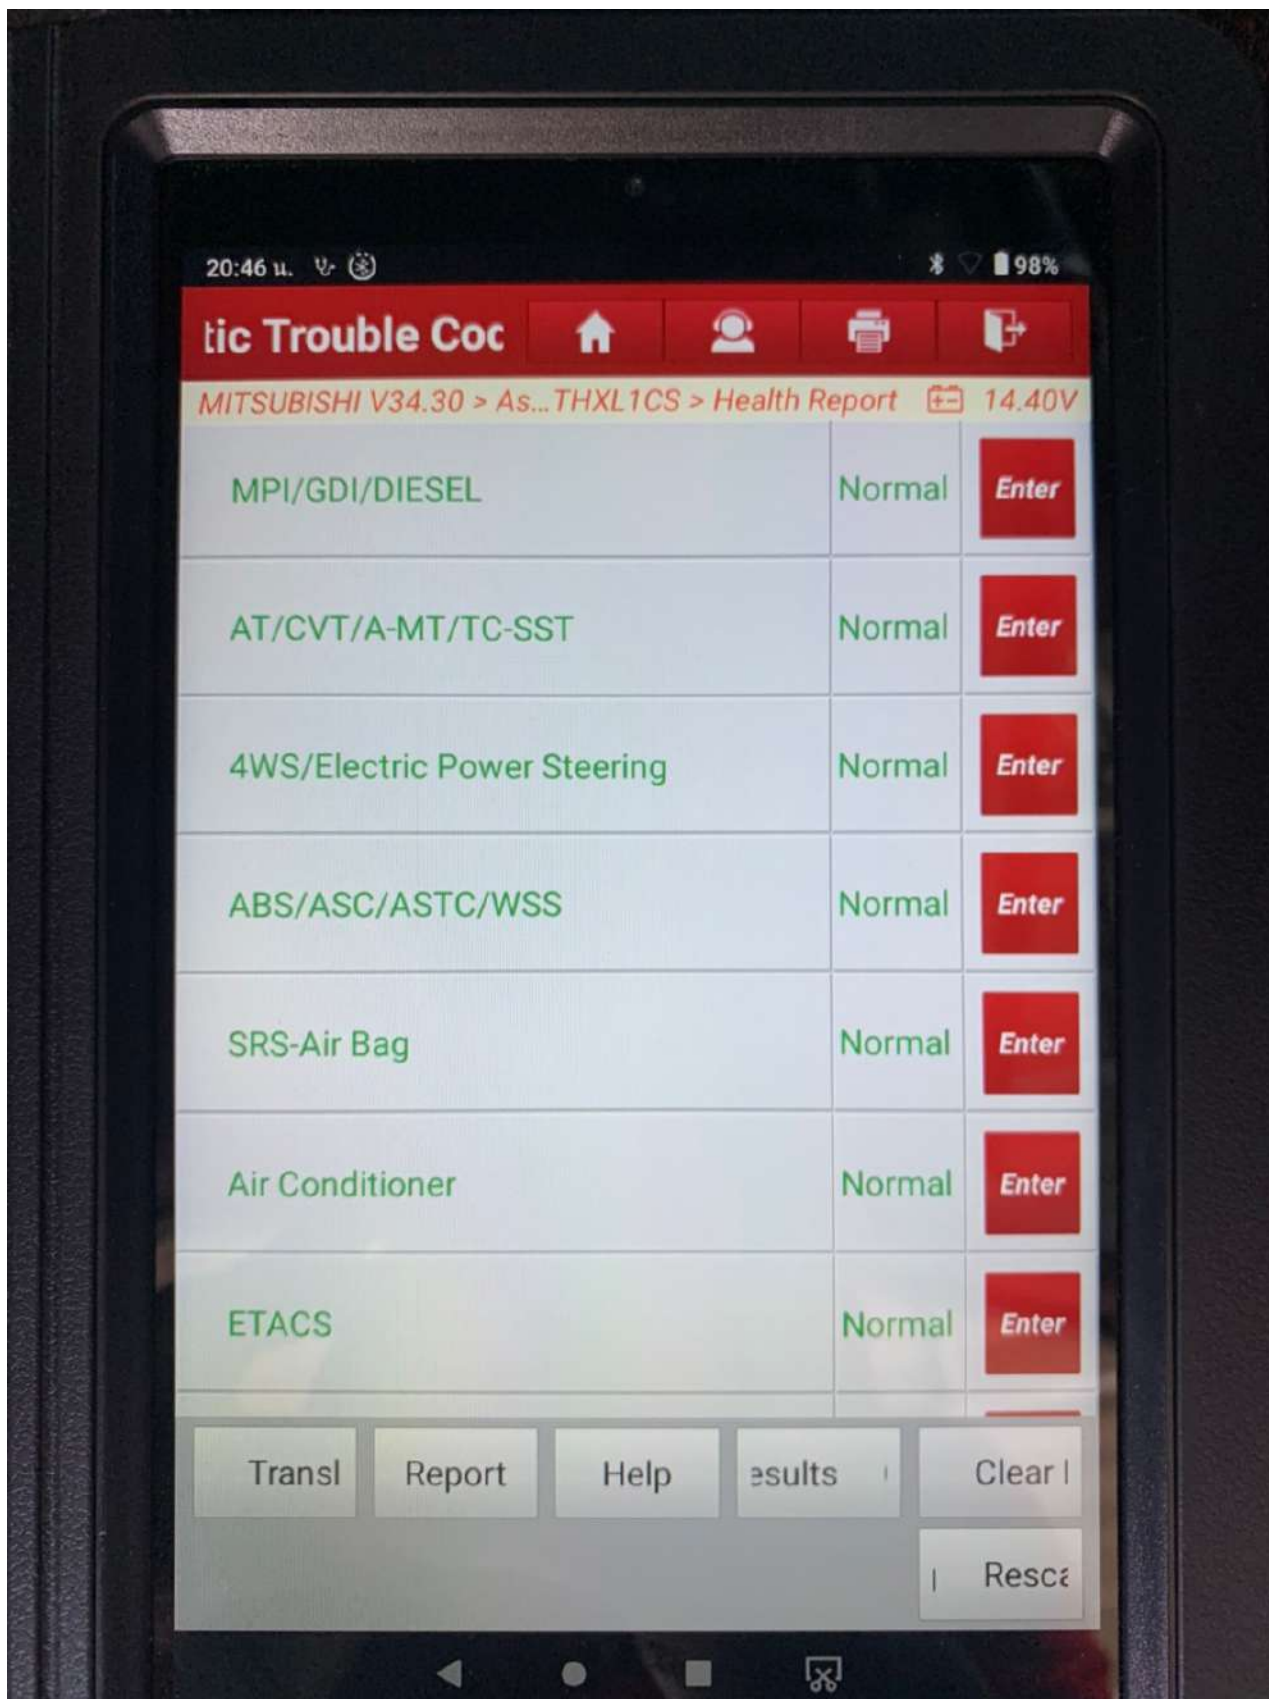 20:46 น. 98%
tic Trouble Coc
MITSUBISHI V34.30 > As...THXL1CS > Health Report 14.40V
MPI/GDI/DIESEL Normal Enter
AT/CVT/A-MT/TC-SST Normal Enter
4WS/Electric Power Steering Normal Enter
ABS/ASC/ASTC/WSS Normal Enter
SRS-Air Bag Normal Enter
Air Conditioner Normal Enter
ETACS Normal Enter
Transl Report Help esults Clear
Resca